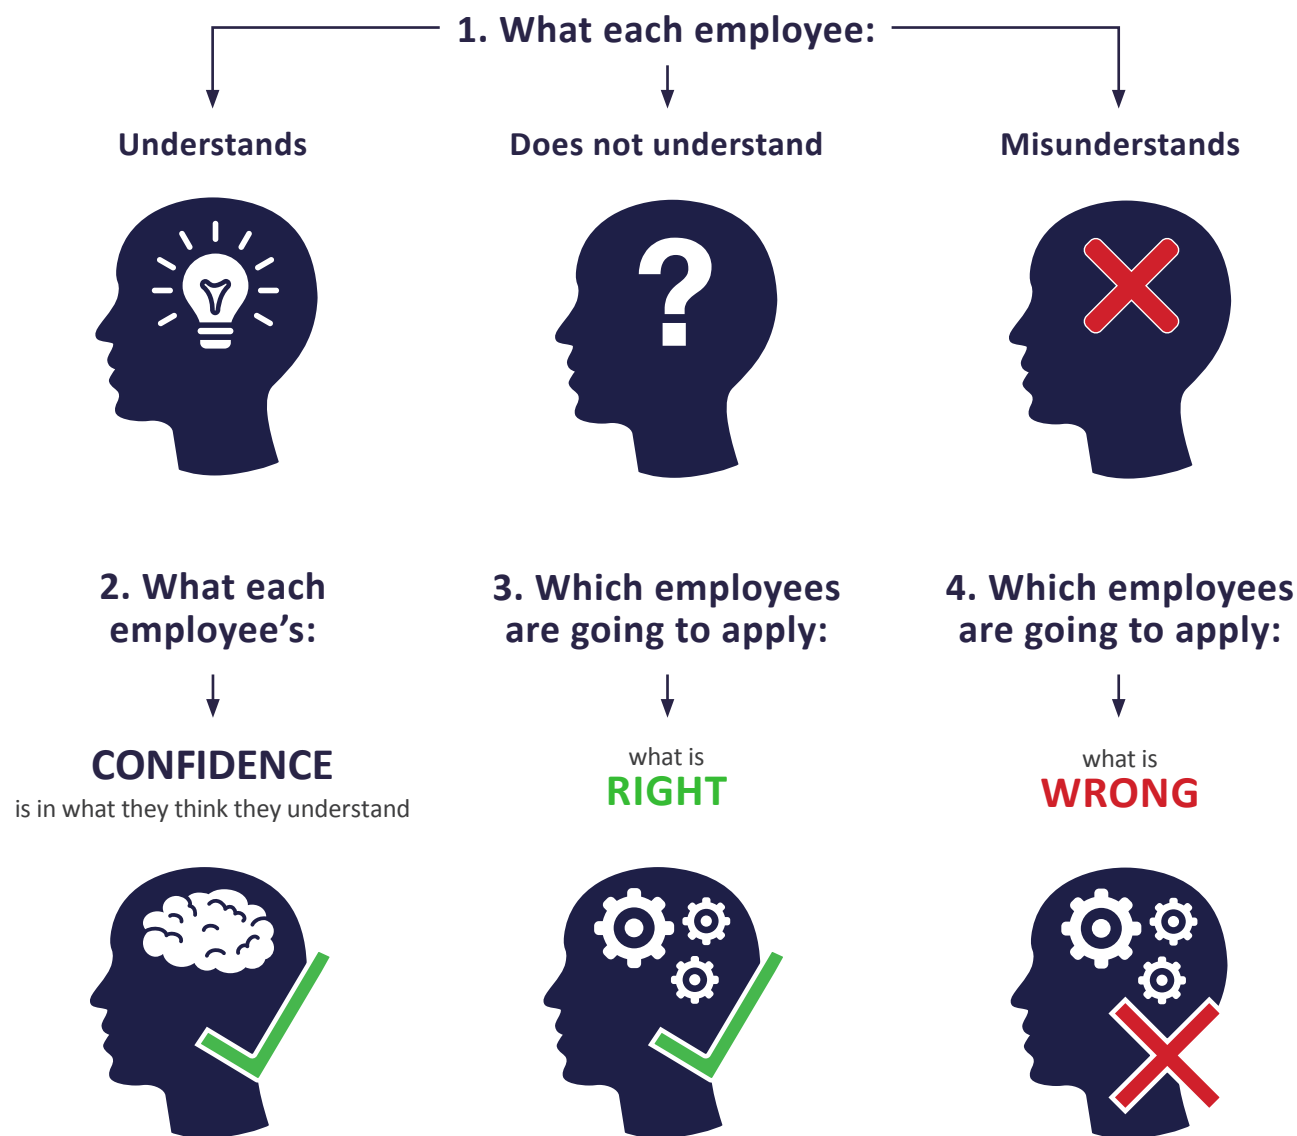 1. What each employee:
Understands
Does not understand
Misunderstands
?
2. What each
employee’s:
CONFIDENCE
is in what they think they understand
3. Which employees
are going to apply:
what is
RIGHT
4. Which employees
are going to apply:
what is
WRONG